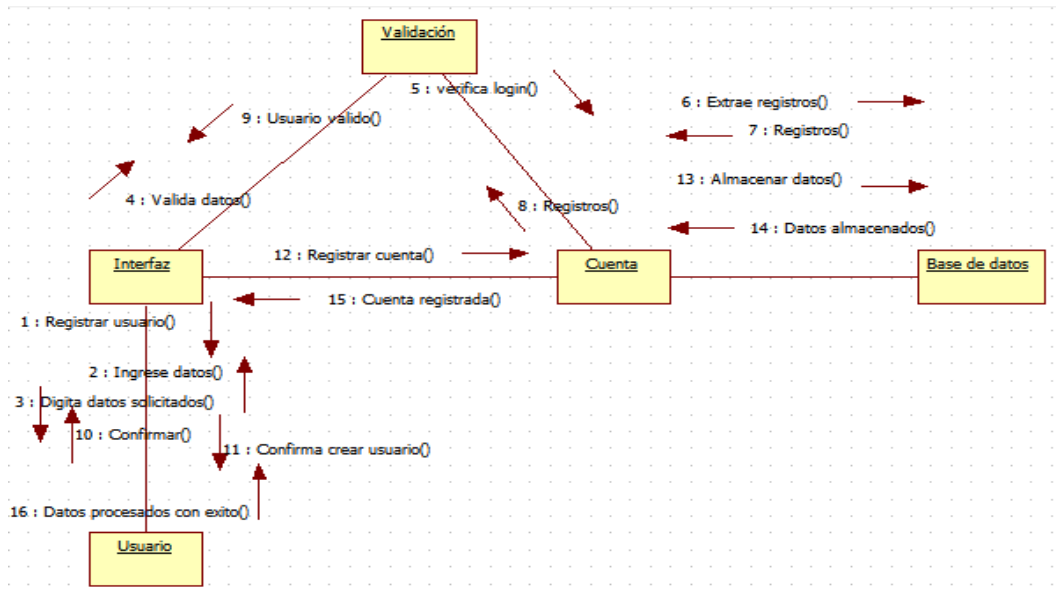 Validación
5 : verifica login()
6 : Extrae registros()
9 : Usuario valido()
7 : Registros()
13 : Almacenar datos()
4 : Valida datos()
8 : Registros()
14 : Datos almacenados()
12 : Registrar cuenta()
Interfaz
Cuenta
Base de datos
15 : Cuenta registrada()
1 : Registrar usuario()
2 : Ingrese datos()
3 : Digita datos solicitados()
10 : Confirmar()
11 : Confirma crear usuario()
16 : Datos procesados con exito()
Usuario